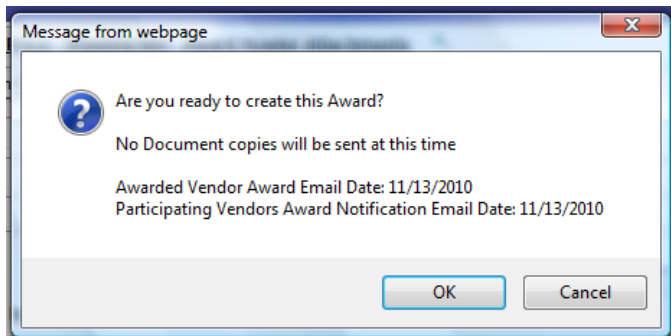 Message from webpage
Are you ready to create this Award?
No Document copies will be sent at this time
Awarded Vendor Award Email Date: 11/13/2010
Participating Vendors Award Notification Email Date: 11/13/2010
OK
Cancel